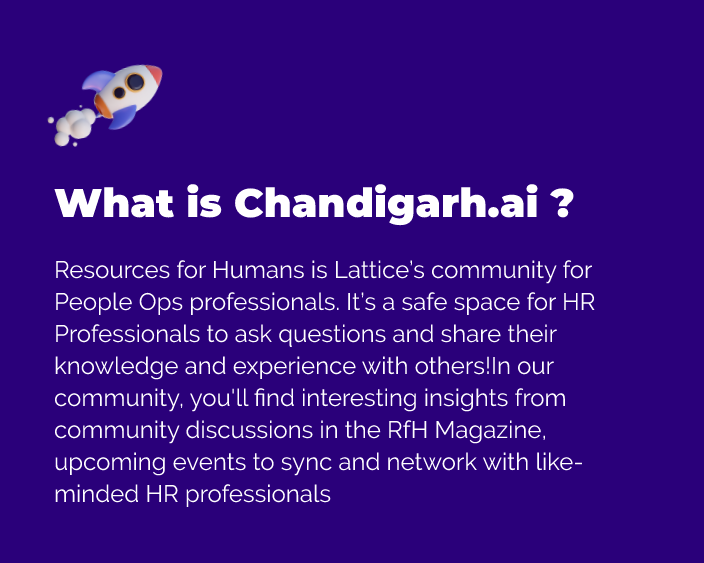 What is Chandigarh.ai ?
Resources for Humans is Lattice's community for
People Ops professionals. It's a safe space for HR
Professionals to ask questions and share their
knowledge and experience with others!In our
community, you'll find interesting insights from
community discussions in the RfH Magazine,
upcoming events to sync and network with like-
minded HR professionals